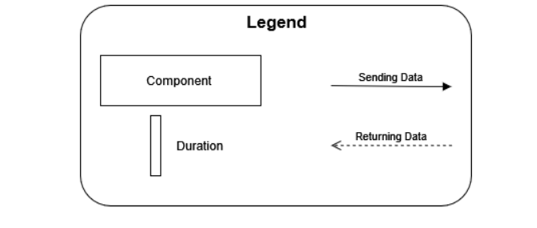 Legend
Component
Sending Data
Duration
Returning Data